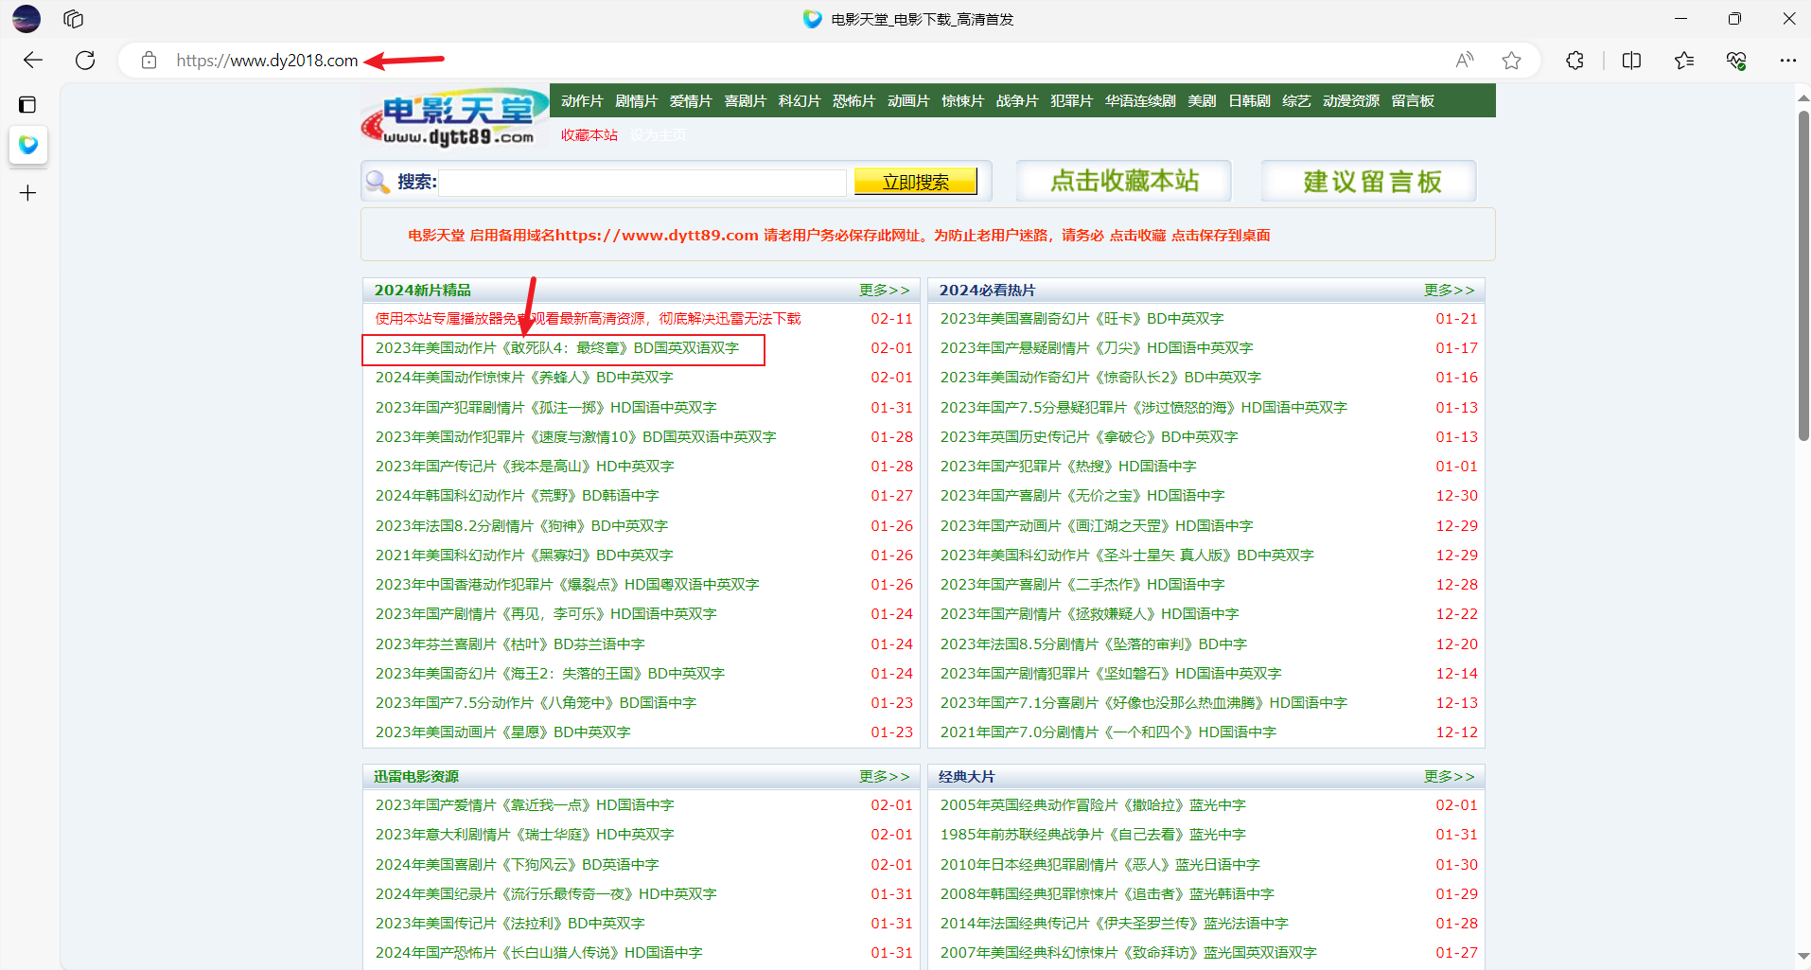 电影天堂_电影下载_高清首发
https://www.dy2018.com
电影天堂
www.dytt89.com
动作片 剧情片 爱情片 喜剧片 科幻片 恐怖片 动画片 惊悚片 战争片 犯罪片 华语连续剧 美剧 日韩剧 综艺 动漫资源 留言板
收藏本站 设为主页
搜索: 立即搜索 点击收藏本站 建议留言板
电影天堂 启用备用域名https://www.dytt89.com 请老用户务必保存此网址。为防止老用户迷路，请务必 点击收藏 点击保存到桌面
2024新片精品 更多>>
使用本站专属播放器免 观看最新高清资源，彻底解决迅雷无法下载 02-11
2023年美国动作片《敢死队4：最终章》BD国英双语双字 02-01
2024年美国动作惊悚片《养蜂人》BD中英双字 02-01
2023年国产犯罪剧情片《孤注一掷》HD国语中英双字 01-31
2023年美国动作犯罪片《速度与激情10》BD国英双语中英双字 01-28
2023年国产传记片《我本是高山》HD中英双字 01-28
2024年韩国科幻动作片《荒野》BD韩语中字 01-27
2023年法国8.2分剧情片《狗神》BD中英双字 01-26
2021年美国科幻动作片《黑寡妇》BD中英双字 01-26
2023年中国香港动作犯罪片《爆裂点》HD国粤双语中英双字 01-26
2023年国产剧情片《再见，李可乐》HD国语中英双字 01-24
2023年芬兰喜剧片《枯叶》BD芬兰语中字 01-24
2023年美国奇幻片《海王2：失落的王国》BD中英双字 01-24
2023年国产7.5分动作片《八角笼中》BD国语中字 01-23
2023年美国动画片《星愿》BD中英双字 01-23
2024必看热片 更多>>
2023年美国喜剧奇幻片《旺卡》BD中英双字 01-21
2023年国产悬疑剧情片《刀尖》HD国语中英双字 01-17
2023年美国动作奇幻片《惊奇队长2》BD中英双字 01-16
2023年国产7.5分悬疑犯罪片《涉过愤怒的海》HD国语中英双字 01-13
2023年英国历史传记片《拿破仑》BD中英双字 01-13
2023年国产犯罪片《热搜》HD国语中字 01-01
2023年国产喜剧片《无价之宝》HD国语中字 12-30
2023年国产动画片《画江湖之天罡》HD国语中字 12-29
2023年美国科幻动作片《圣斗士星矢 真人版》BD中英双字 12-29
2023年国产喜剧片《二手杰作》HD国语中字 12-28
2023年国产剧情片《拯救嫌疑人》HD国语中字 12-22
2023年法国8.5分剧情片《坠落的审判》BD中字 12-20
2023年国产剧情犯罪片《坚如磐石》HD国语中英双字 12-14
2023年国产7.1分喜剧片《好像也没那么热血沸腾》HD国语中字 12-13
2021年国产7.0分剧情片《一个和四个》HD国语中字 12-12
迅雷电影资源 更多>>
2023年国产爱情片《靠近我一点》HD国语中字 02-01
2023年意大利剧情片《瑞士华庭》HD中英双字 02-01
2024年美国喜剧片《下狗风云》BD英语中字 02-01
2024年美国纪录片《流行乐最传奇一夜》HD中英双字 01-31
2023年美国传记片《法拉利》BD中英双字 01-31
2024年国产恐怖片《长白山猎人传说》HD国语中字 01-31
经典大片 更多>>
2005年英国经典动作冒险片《撒哈拉》蓝光中字 02-01
1985年前苏联经典战争片《自己去看》蓝光中字 01-31
2010年日本经典犯罪剧情片《恶人》蓝光日语中字 01-30
2008年韩国经典犯罪惊悚片《追击者》蓝光韩语中字 01-29
2014年法国经典传记片《伊夫圣罗兰传》蓝光法语中字 01-28
2007年美国经典科幻惊悚片《致命拜访》蓝光国英双语双字 01-27